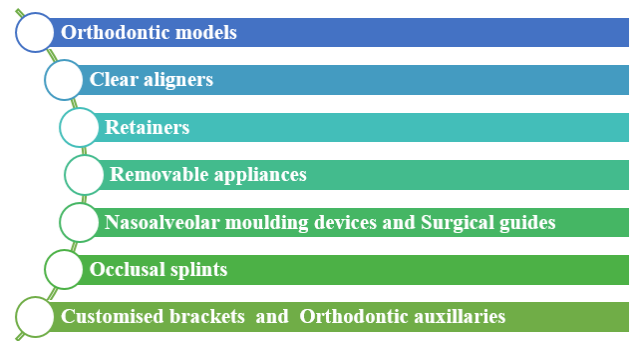 Orthodontic models
Clear aligners
Retainers
Removable appliances
Nasoalveolar moulding devices and Surgical guides
Occlusal splints
Customised brackets  and  Orthodontic auxillaries